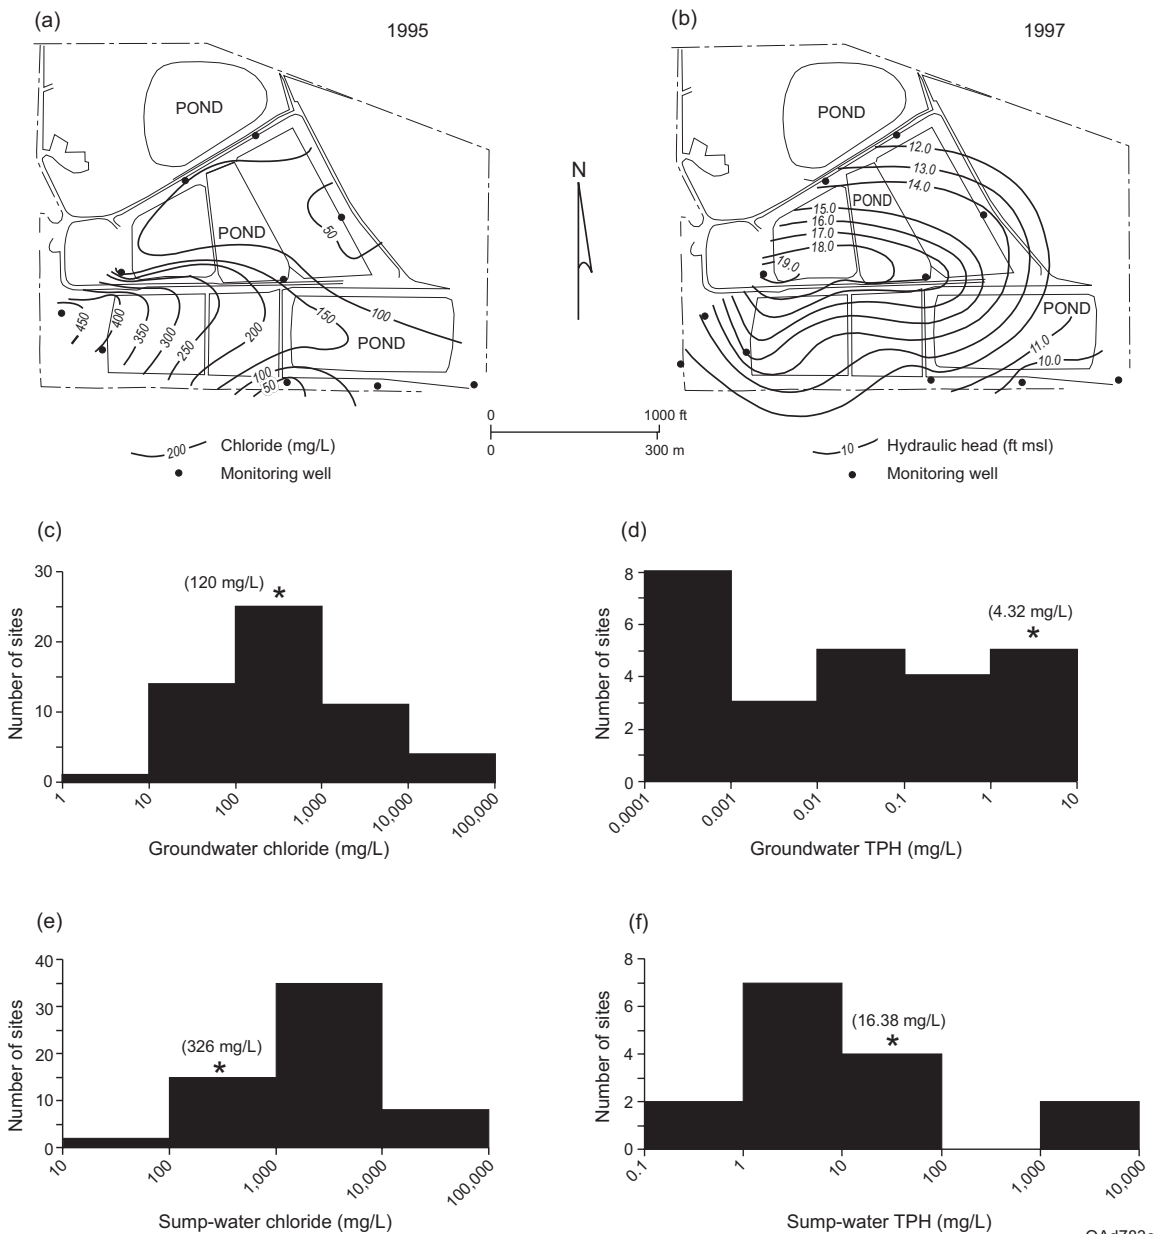 (a)
1995
POND
POND
POND
50
450
400
350
300
250
200
150
100
100
50
200 Chloride (mg/L)
Monitoring well
N
0 1000 ft
0 300 m
(b)
1997
POND
POND
POND
12.0
13.0
14.0
15.0
16.0
17.0
18.0
19.0
11.0
10.0
10 Hydraulic head (ft msl)
Monitoring well
(c)
Number of sites
30
20
10
0
(120 mg/L)
*
1 10 100 1,000 10,000 100,000
Groundwater chloride (mg/L)
(d)
Number of sites
8
6
4
2
0
(4.32 mg/L)
*
0.0001 0.001 0.01 0.1 1 10
Groundwater TPH (mg/L)
(e)
Number of sites
40
30
20
10
0
(326 mg/L)
*
10 100 1,000 10,000 100,000
Sump-water chloride (mg/L)
(f)
Number of sites
8
6
4
2
0
(16.38 mg/L)
*
0.1 1 10 100 1,000 10,000
Sump-water TPH (mg/L)